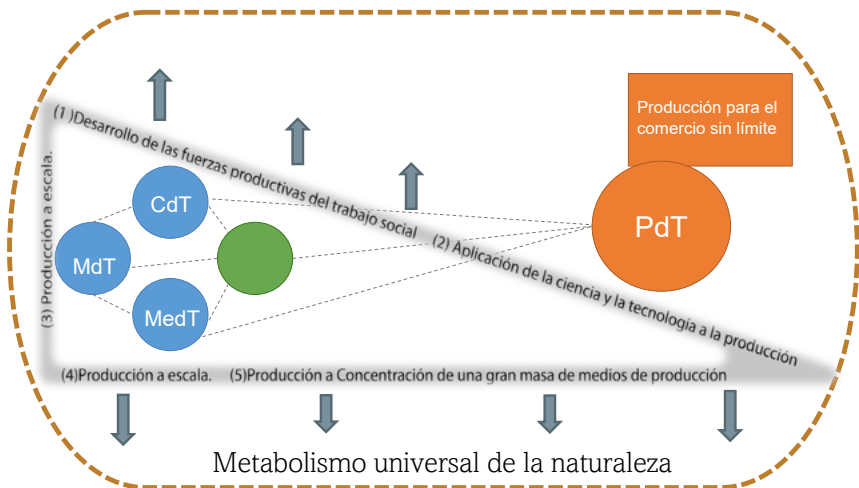 (1 )Desarrollo de las fuerzas productivas del trabajo social (2) Aplicación de la ciencia y la tecnología a la producción
Producción para el
comercio sin límite
(3) Producción a escala.
CdT
MdT
MedT
PdT
(4)Producción a escala. (5)Producción a Concentración de una gran masa de medios de producción
Metabolismo universal de la naturaleza